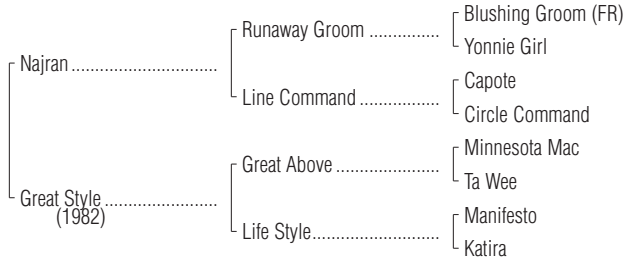 Blushing Groom (FR)
Runaway Groom ................
Yonnie Girl
Najran .................................
Capote
Line Command ..................
Circle Command
Minnesota Mac
Great Above .......................
Ta Wee
Great Style .........................
(1982)
Manifesto
Life Style.............................
Katira